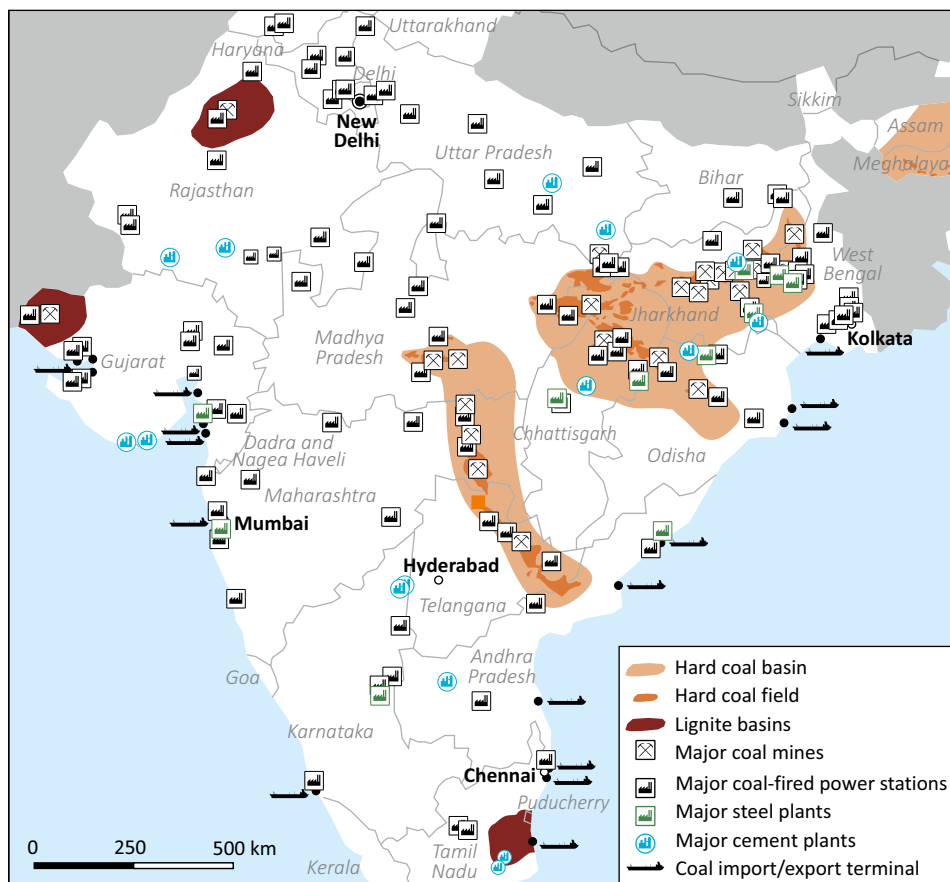 Uttarakhand
Haryana
Delhi
New
Delhi
Sikkim
Assam
Meghalaya
Uttar Pradesh
Rajasthan
Bihar
West
Bengal
Jharkhand
Madhya
Pradesh
Kolkata
Gujarat
Chhattisgarh
Dadra and
Nagea Haveli
Odisha
Maharashtra
Mumbai
Hyderabad
Telangana
Goa
Andhra
Pradesh
Karnataka
Chennai
Puducherry
Kerala
Tamil
Nadu
0 250 500 km
Hard coal basin
Hard coal field
Lignite basins
Major coal mines
Major coal-fired power stations
Major steel plants
Major cement plants
Coal import/export terminal